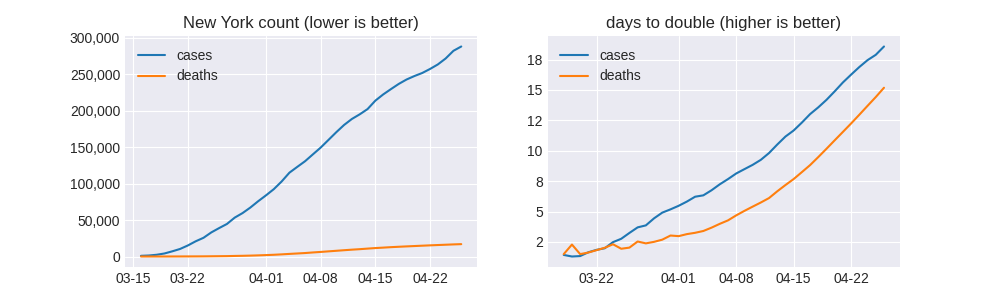 New York count (lower is better)
cases
deaths
300,000
250,000
200,000
150,000
100,000
50,000
0
03-15 03-22 04-01 04-08 04-15 04-22
days to double (higher is better)
cases
deaths
18
15
12
10
8
5
2
03-22 04-01 04-08 04-15 04-22